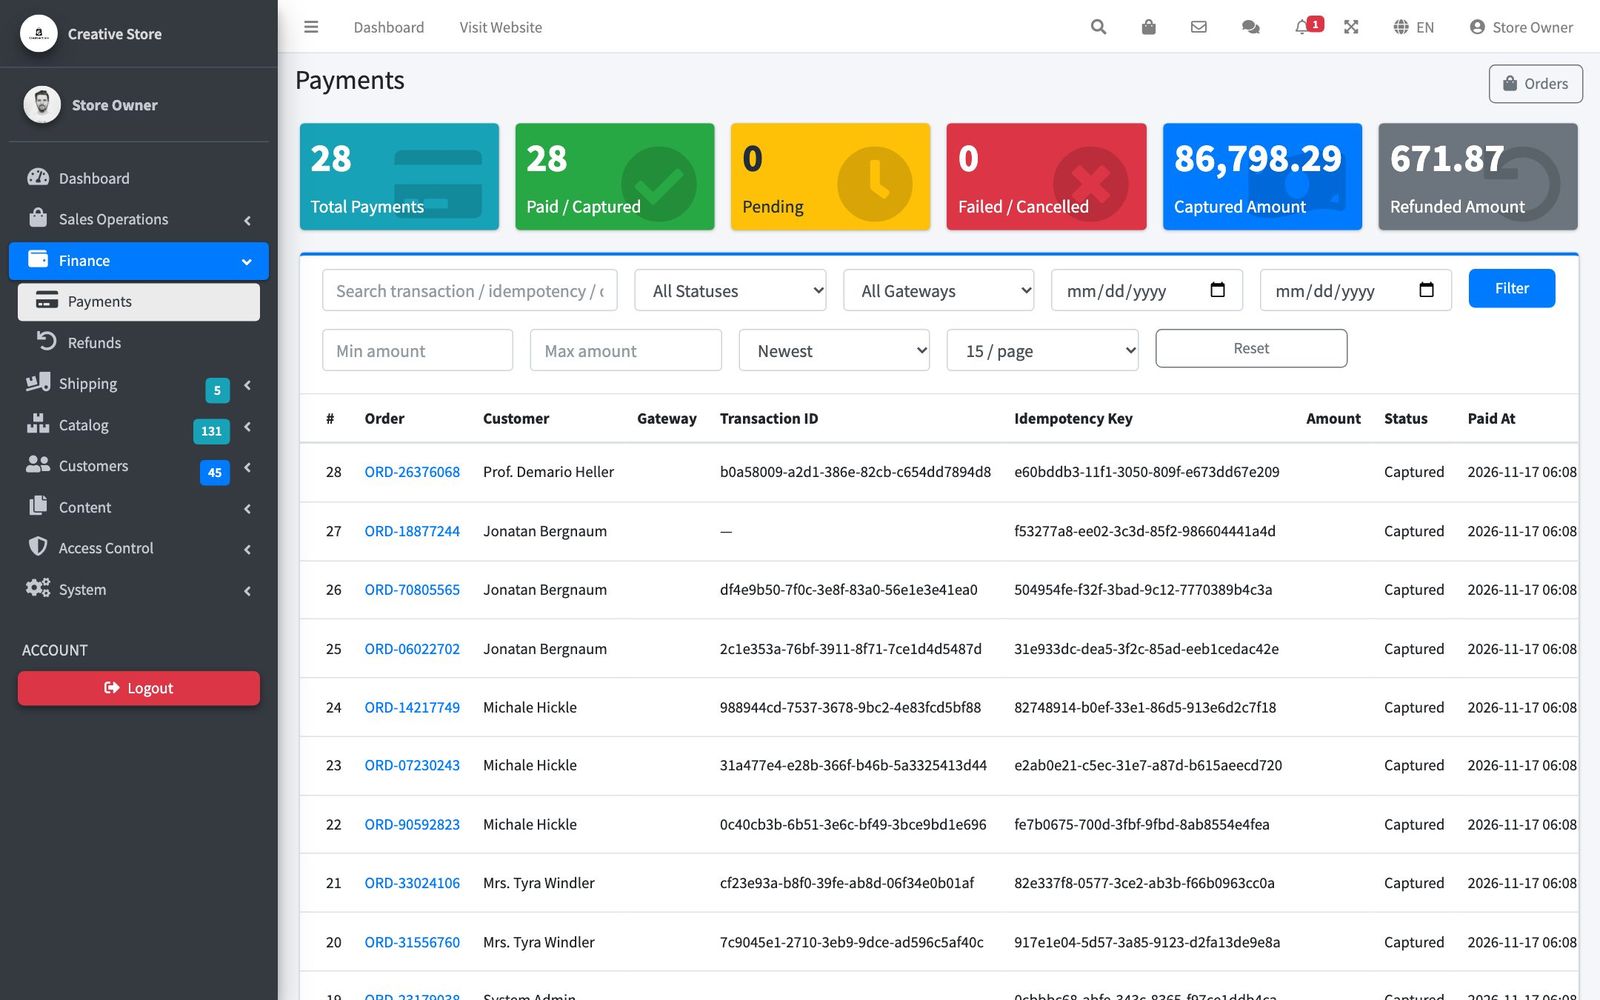 Creative Store
Dashboard
Visit Website
1
EN
Store Owner
Store Owner
Payments
Orders
28
Total Payments
28
Paid / Captured
0
Pending
0
Failed / Cancelled
86,798.29
Captured Amount
671.87
Refunded Amount
Dashboard
Sales Operations
Finance
Payments
Refunds
Shipping 5
Catalog 131
Customers 45
Content
Access Control
System
ACCOUNT
Logout
Search transaction / idempotency / c
All Statuses
All Gateways
mm/dd/yyyy
mm/dd/yyyy
Filter
Min amount
Max amount
Newest
15 / page
Reset
# Order Customer Gateway Transaction ID Idempotency Key Amount Status Paid At
28 ORD-26376068 Prof. Demario Heller b0a58009-a2d1-386e-82cb-c654dd7894d8 e60bddb3-11f1-3050-809f-e673dd67e209 Captured 2026-11-17 06:08
27 ORD-18877244 Jonatan Bergnaum — f53277a8-ee02-3c3d-85f2-986604441a4d Captured 2026-11-17 06:08
26 ORD-70805565 Jonatan Bergnaum df4e9b50-7f0c-3e8f-83a0-56e1e3e41ea0 504954fe-f32f-3bad-9c12-7770389b4c3a Captured 2026-11-17 06:08
25 ORD-06022702 Jonatan Bergnaum 2c1e353a-76bf-3911-8f71-7ce1d4d5487d 31e933dc-dea5-3f2c-85ad-eeb1cedac42e Captured 2026-11-17 06:08
24 ORD-14217749 Michale Hickle 988944cd-7537-3678-9bc2-4e83fcd5bf88 82748914-b0ef-33e1-86d5-913e6d2c7f18 Captured 2026-11-17 06:08
23 ORD-07230243 Michale Hickle 31a477e4-e28b-366f-b46b-5a3325413d44 e2ab0e21-c5ec-31e7-a87d-b615aeecd720 Captured 2026-11-17 06:08
22 ORD-90592823 Michale Hickle 0c40cb3b-6b51-3e6c-bf49-3bce9bd1e696 fe7b0675-700d-3fbf-9fbd-8ab8554e4fea Captured 2026-11-17 06:08
21 ORD-33024106 Mrs. Tyra Windler cf23e93a-b8f0-39fe-ab8d-06f34e0b01af 82e337f8-0577-3ce2-ab3b-f66b0963cc0a Captured 2026-11-17 06:08
20 ORD-31556760 Mrs. Tyra Windler 7c9045e1-2710-3eb9-9dce-ad596c5af40c 917e1e04-5d57-3a85-9123-d2fa13de9e8a Captured 2026-11-17 06:08
19 ORD-23179038 System Admin Captured 2026-11-17 06:08